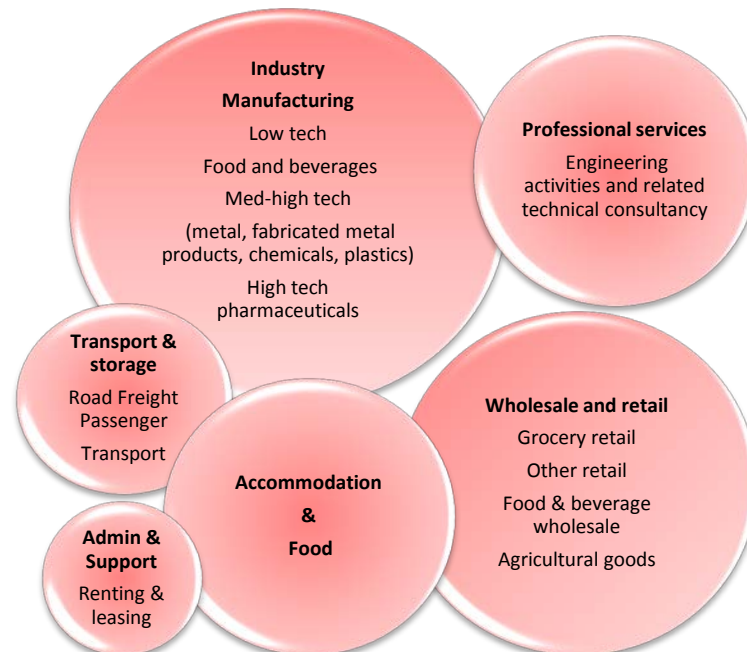 Industry
Manufacturing
Low tech
Food and beverages
Med-high tech
(metal, fabricated metal
products, chemicals, plastics)
High tech
pharmaceuticals
Professional services
Engineering
activities and related
technical consultancy
Transport &
storage
Road Freight
Passenger
Transport
Wholesale and retail
Grocery retail
Other retail
Food & beverage
wholesale
Agricultural goods
Accommodation
&
Food
Admin &
Support
Renting &
leasing